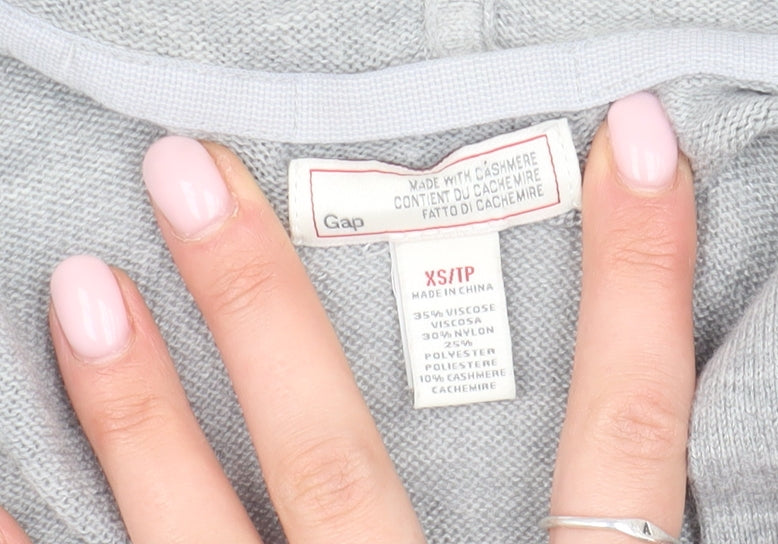 MADE WITH CASHMERE
CONTIENT DU CACHEMIRE
FATTO DI CACHEMIRE
Gap
XS/TP
MADE IN CHINA
35% VISCOSE
VISCOSA
30% NYLON
25%
POLYESTER
POLIESTERE
10% CASHMERE
CACHEMIRE
A